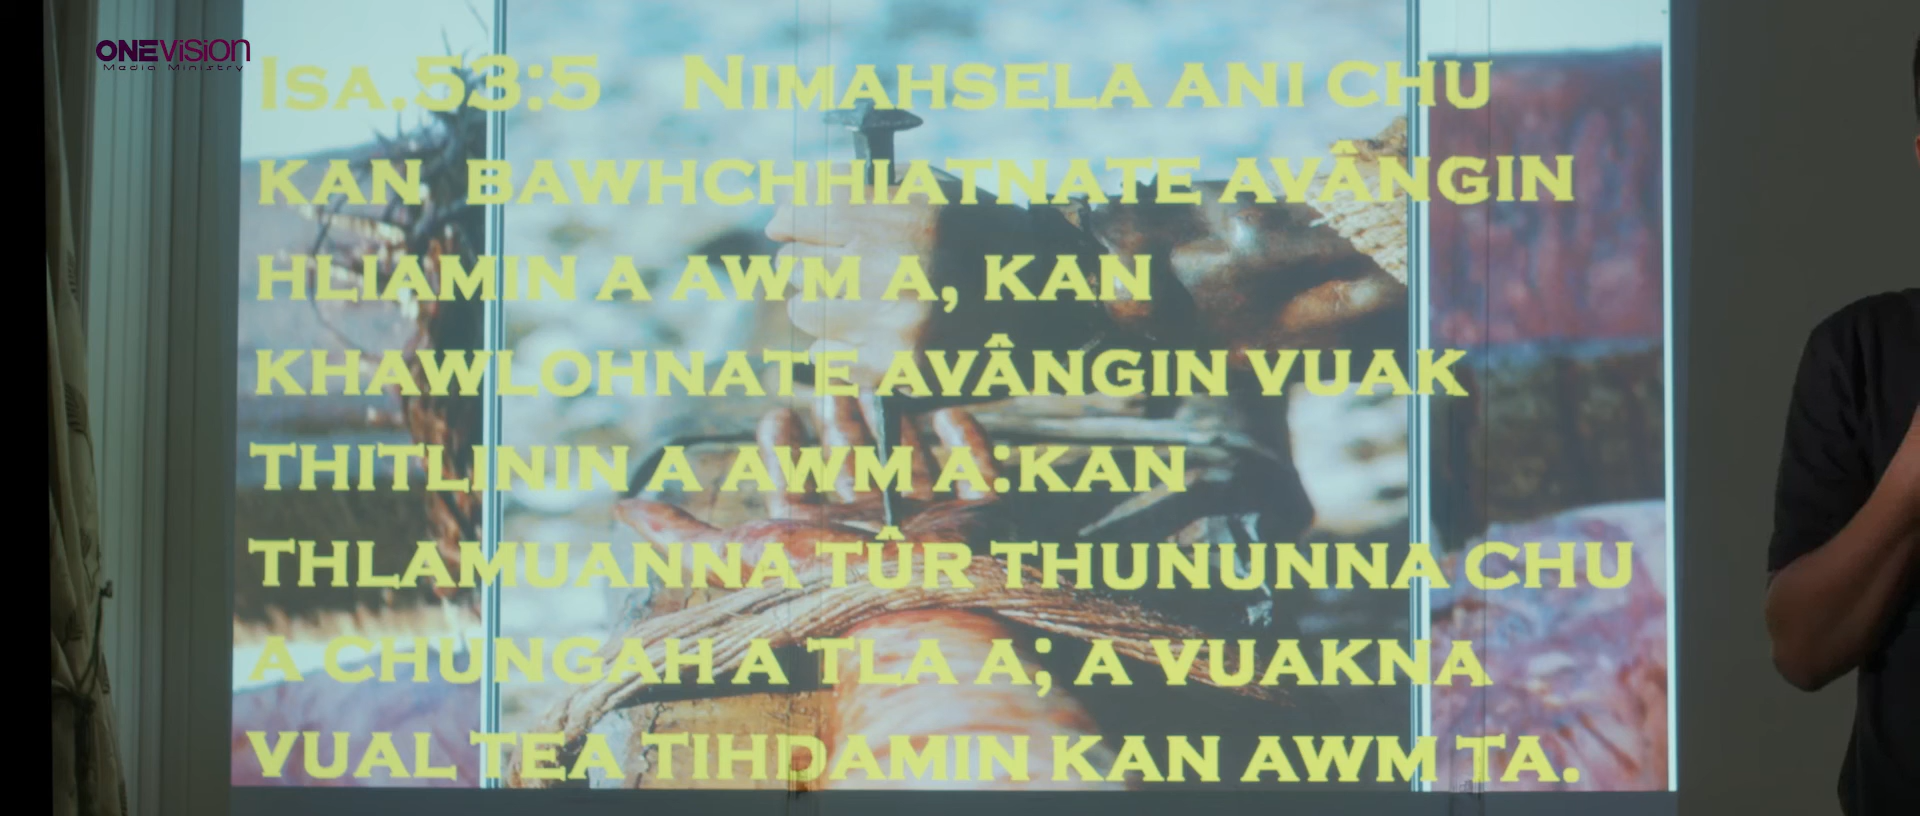 ONEVISION
Media Ministry
ISA.53:5 NIMAHSELA ANI CHU
KAN BAWHCHHIATNATE AVÂNGIN
HLIAMIN A AWM A, KAN
KHAWLOHNATE AVÂNGIN VUAK
THITLININ A AWM A:KAN
THLAMUANNA TÛR THUNUNNA CHU
A CHUNGAH A TLA A; A VUAKNA
VUAL TEA TIHDAMIN KAN AWM TA.